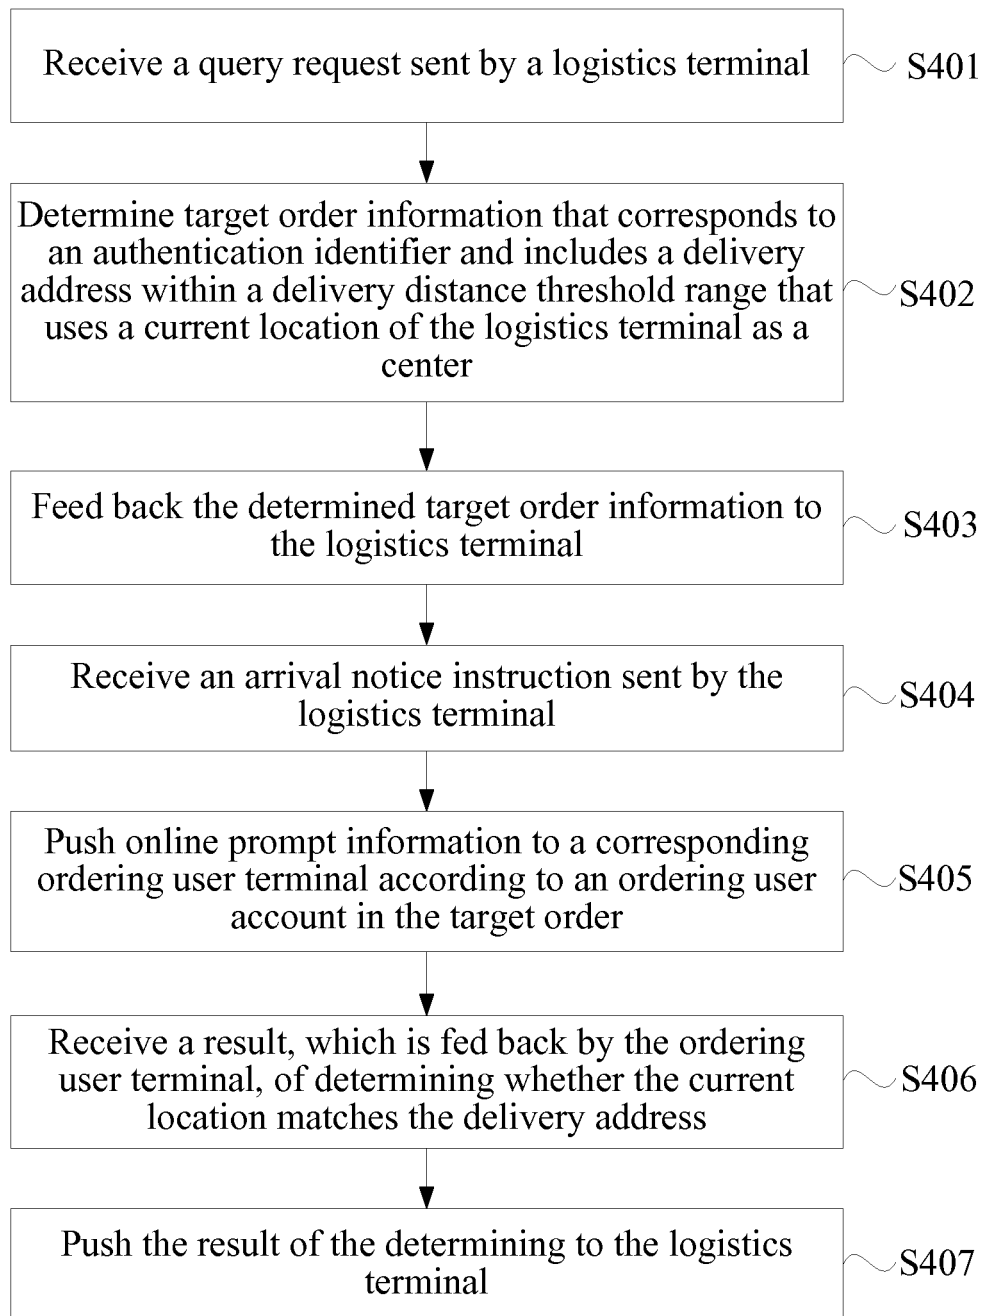 Receive a query request sent by a logistics terminal
S401
Determine target order information that corresponds to
an authentication identifier and includes a delivery
address within a delivery distance threshold range that
uses a current location of the logistics terminal as a
center
S402
Feed back the determined target order information to
the logistics terminal
S403
Receive an arrival notice instruction sent by the
logistics terminal
S404
Push online prompt information to a corresponding
ordering user terminal according to an ordering user
account in the target order
S405
Receive a result, which is fed back by the ordering
user terminal, of determining whether the current
location matches the delivery address
S406
Push the result of the determining to the logistics
terminal
S407